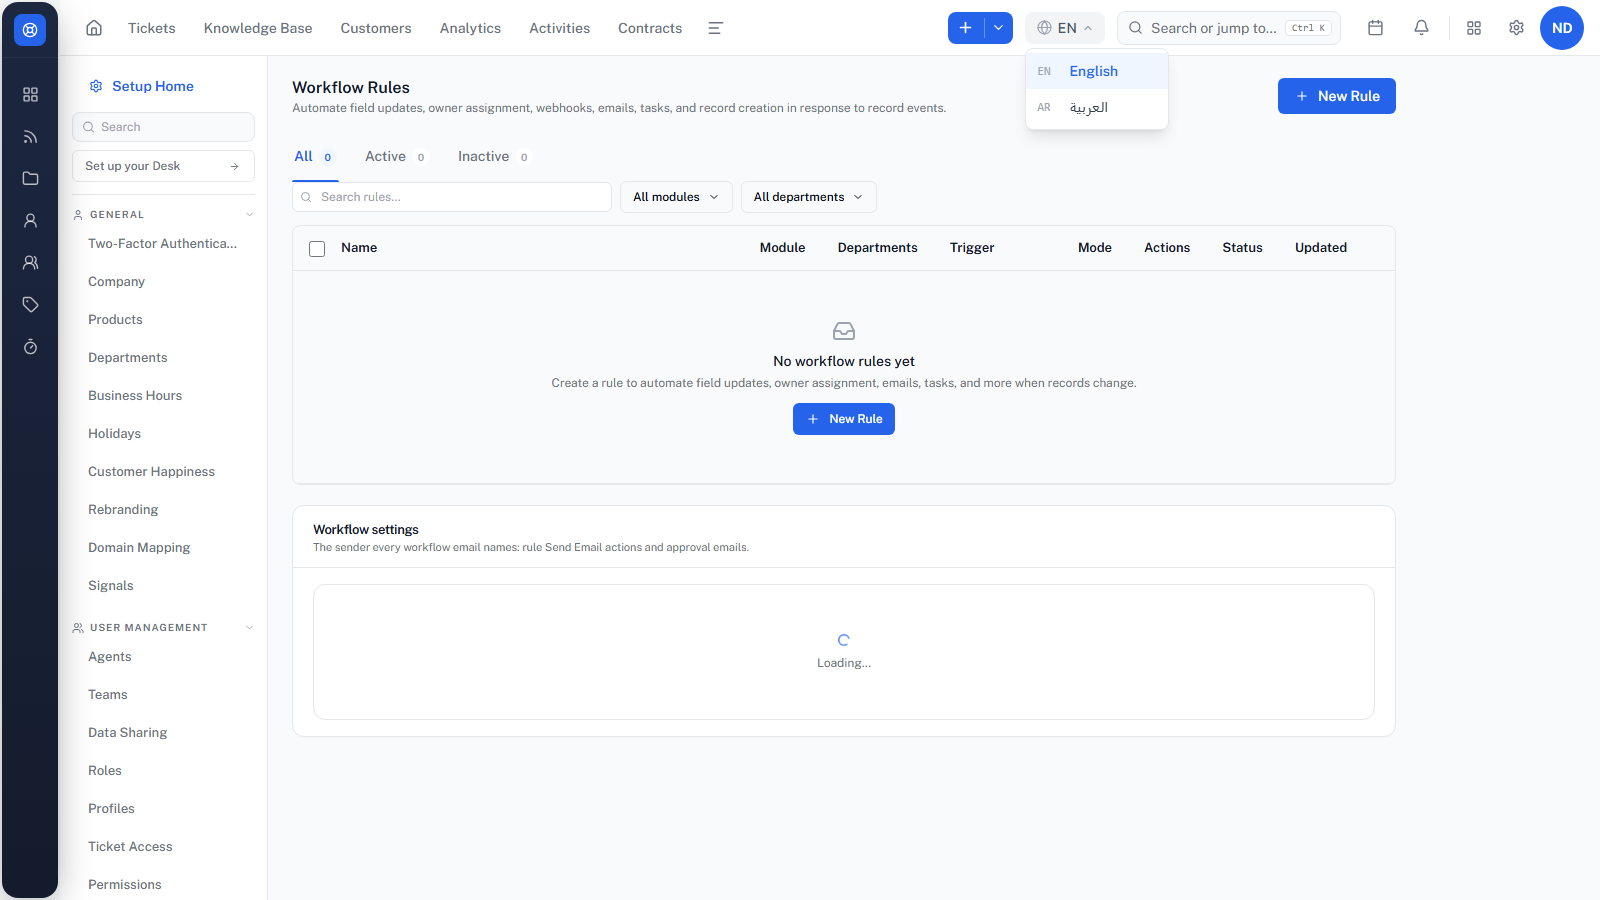 Tickets
Knowledge Base
Customers
Analytics
Activities
Contracts
EN
Search or jump to...
Ctrl K
ND
EN English
AR العربية
Setup Home
Search
Set up your Desk
GENERAL
Two-Factor Authentica...
Company
Products
Departments
Business Hours
Holidays
Customer Happiness
Rebranding
Domain Mapping
Signals
USER MANAGEMENT
Agents
Teams
Data Sharing
Roles
Profiles
Ticket Access
Permissions
Workflow Rules
Automate field updates, owner assignment, webhooks, emails, tasks, and record creation in response to record events.
New Rule
All 0
Active 0
Inactive 0
Search rules...
All modules
All departments
Name
Module
Departments
Trigger
Mode
Actions
Status
Updated
No workflow rules yet
Create a rule to automate field updates, owner assignment, emails, tasks, and more when records change.
New Rule
Workflow settings
The sender every workflow email names: rule Send Email actions and approval emails.
Loading...